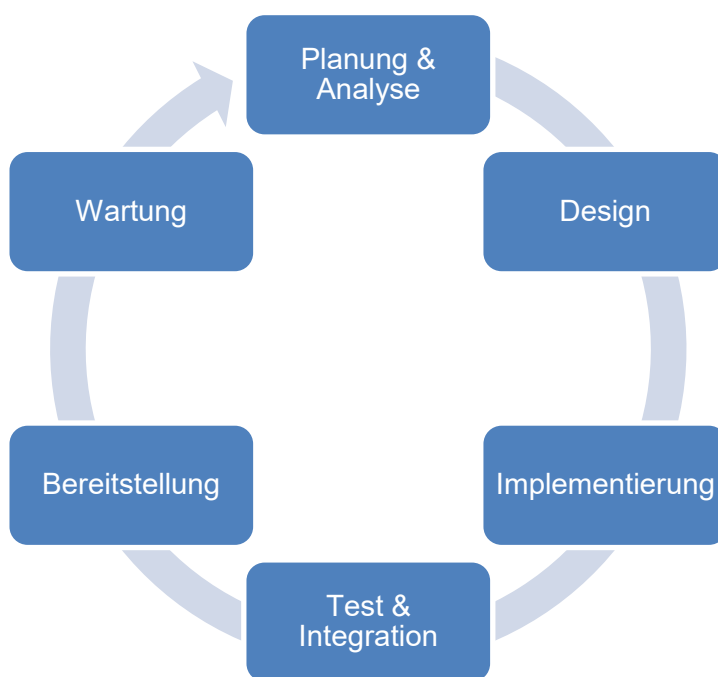 Planung &
Analyse
Design
Implementierung
Test &
Integration
Bereitstellung
Wartung